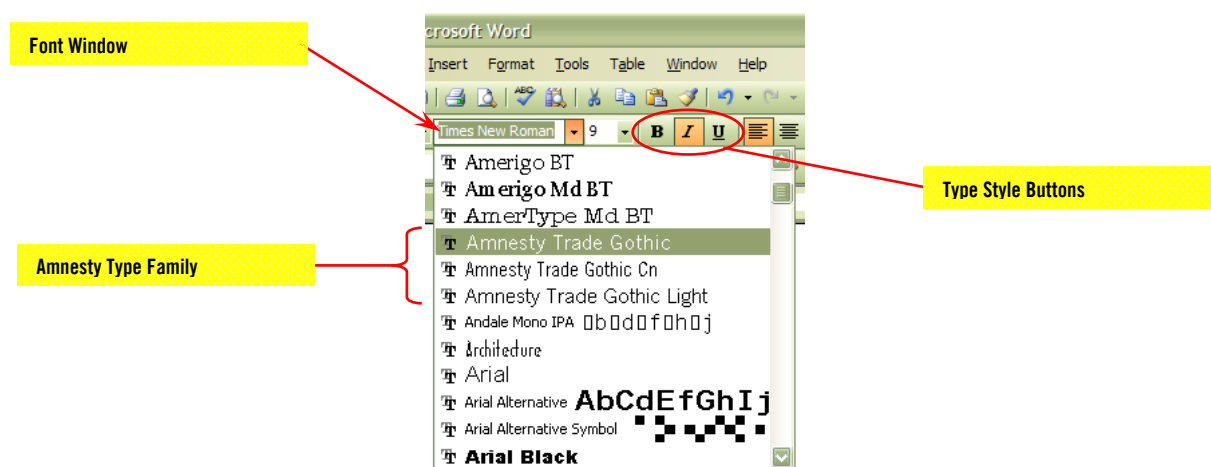 Font Window
crosoft Word
Insert Format Tools Table Window Help
ABC
Times New Roman 9 B I U
Amerigo BT
Amerigo Md BT
Type Style Buttons
AmerType Md BT
Amnesty Trade Gothic
Amnesty Type Family
Amnesty Trade Gothic Cn
Amnesty Trade Gothic Light
Andale Mono IPA ▯b▯d▯f▯h▯j
Architecture
Arial
Arial Alternative AbCdEfGhIj
Arial Alternative Symbol
Arial Black